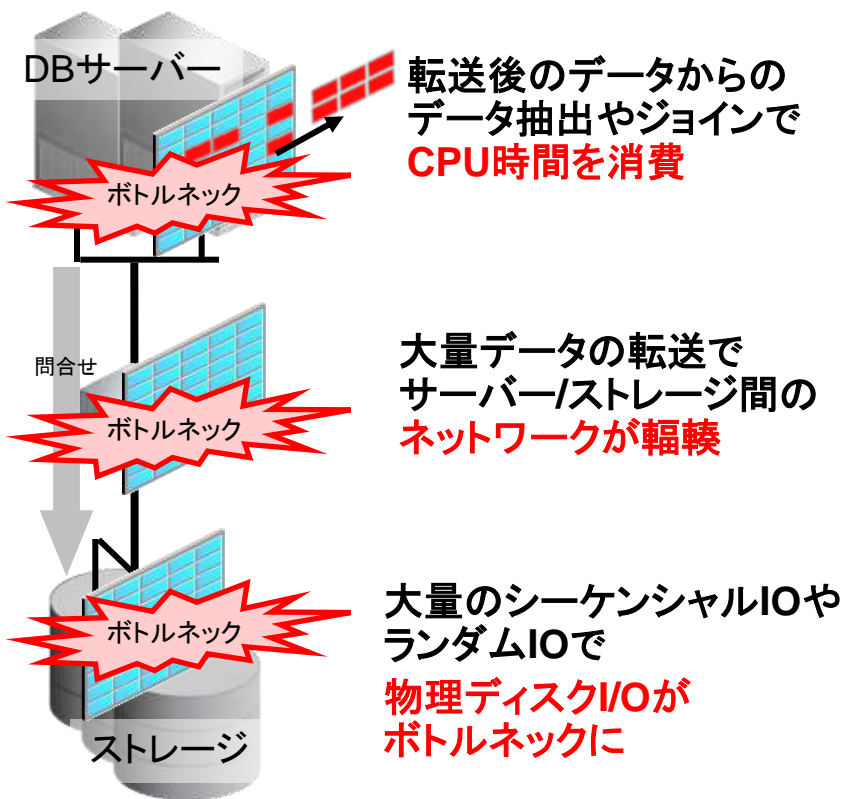 DBサーバー
転送後のデータからの
データ抽出やジョインで
CPU時間を消費
ボトルネック
問合せ
大量データの転送で
サーバー/ストレージ間の
ネットワークが輻輳
ボトルネック
大量のシーケンシャルIOや
ランダムIOで
物理ディスクI/Oが
ボトルネックに
ボトルネック
ストレージ